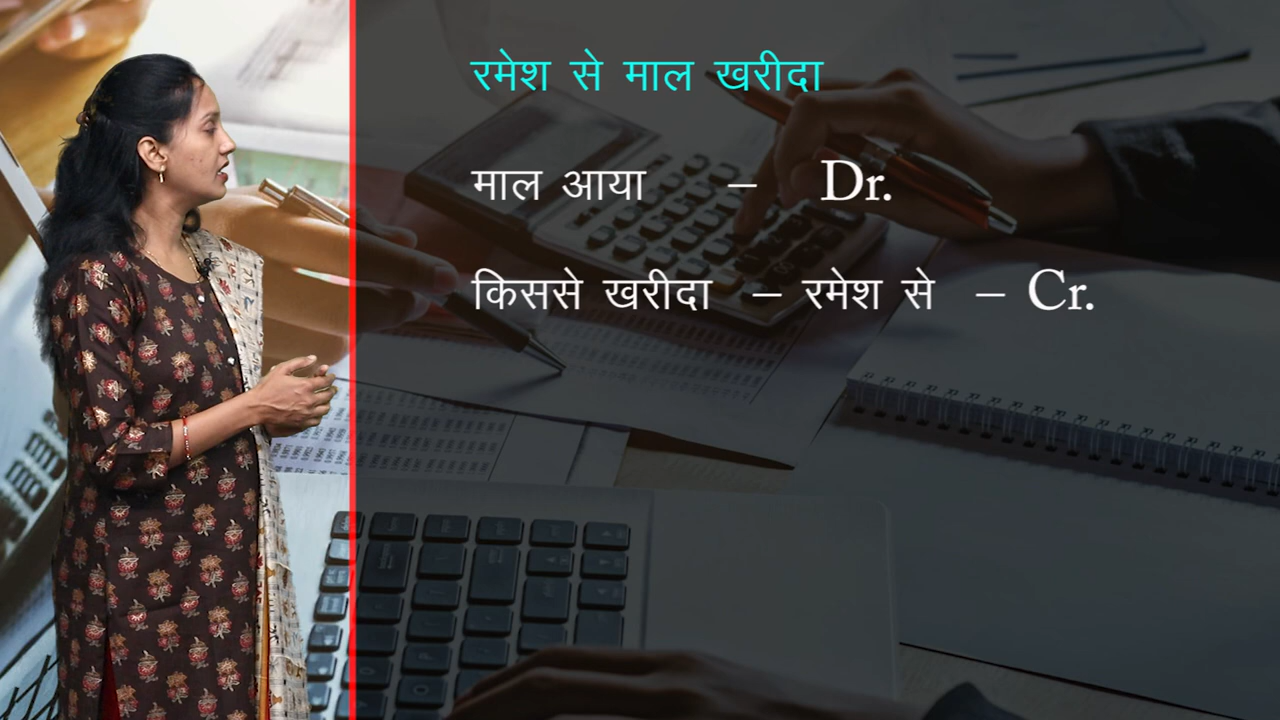 रमेश से माल खरीदा
माल आया – Dr.
किससे खरीदा – रमेश से – Cr.